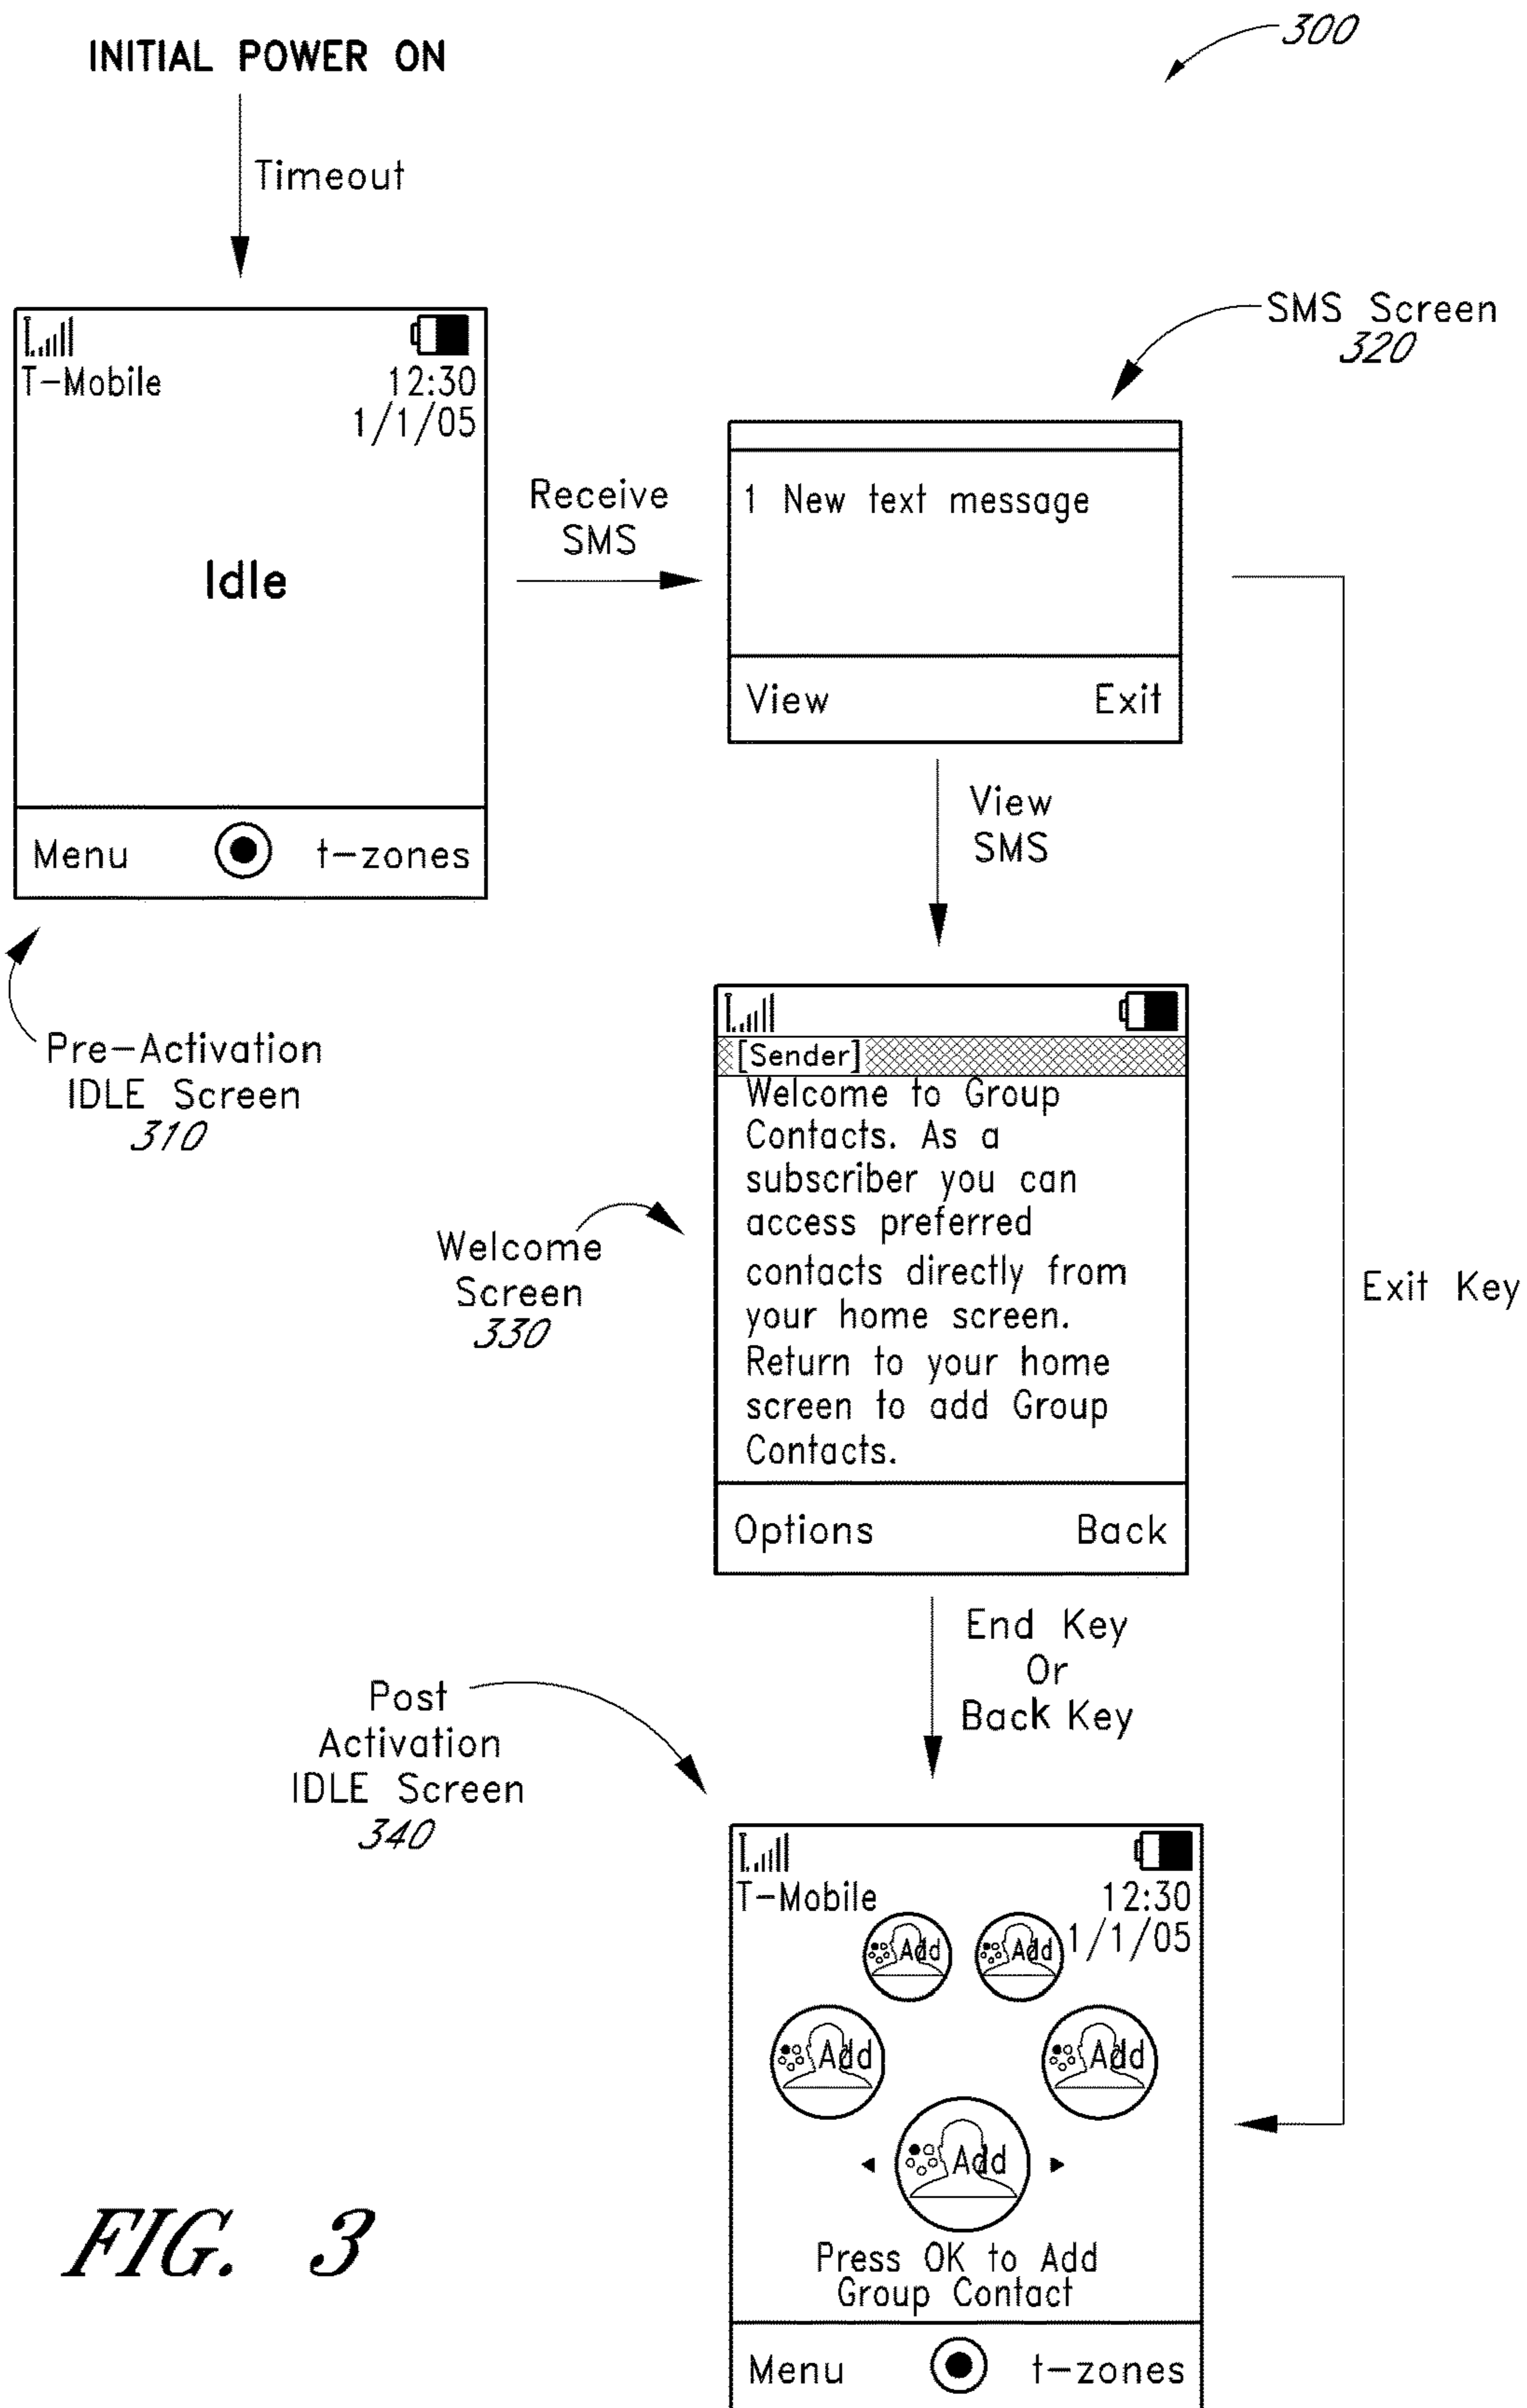 300
INITIAL POWER ON
Timeout
T-Mobile
12:30
1/1/05
Idle
Menu
t-zones
Pre-Activation
IDLE Screen
310
Receive
SMS
SMS Screen
320
1 New text message
View
Exit
View
SMS
Exit Key
[Sender]
Welcome to Group
Contacts. As a
subscriber you can
access preferred
contacts directly from
your home screen.
Return to your home
screen to add Group
Contacts.
Options
Back
Welcome
Screen
330
End Key
Or
Back Key
Post
Activation
IDLE Screen
340
T-Mobile
12:30
1/1/05
Add
Add
Add
Add
Add
Press OK to Add
Group Contact
Menu
t-zones
FIG. 3